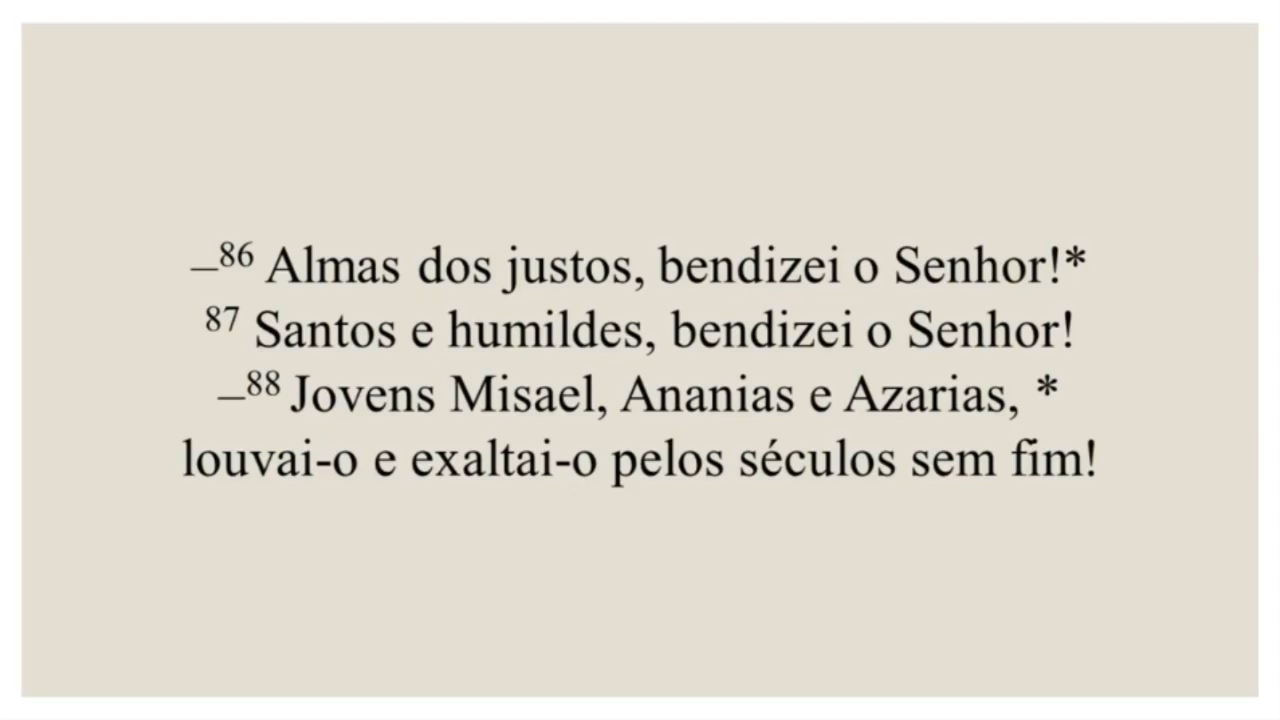 –86 Almas dos justos, bendizei o Senhor!*
87 Santos e humildes, bendizei o Senhor!
–88 Jovens Misael, Ananias e Azarias, *
louvai-o e exaltai-o pelos séculos sem fim!